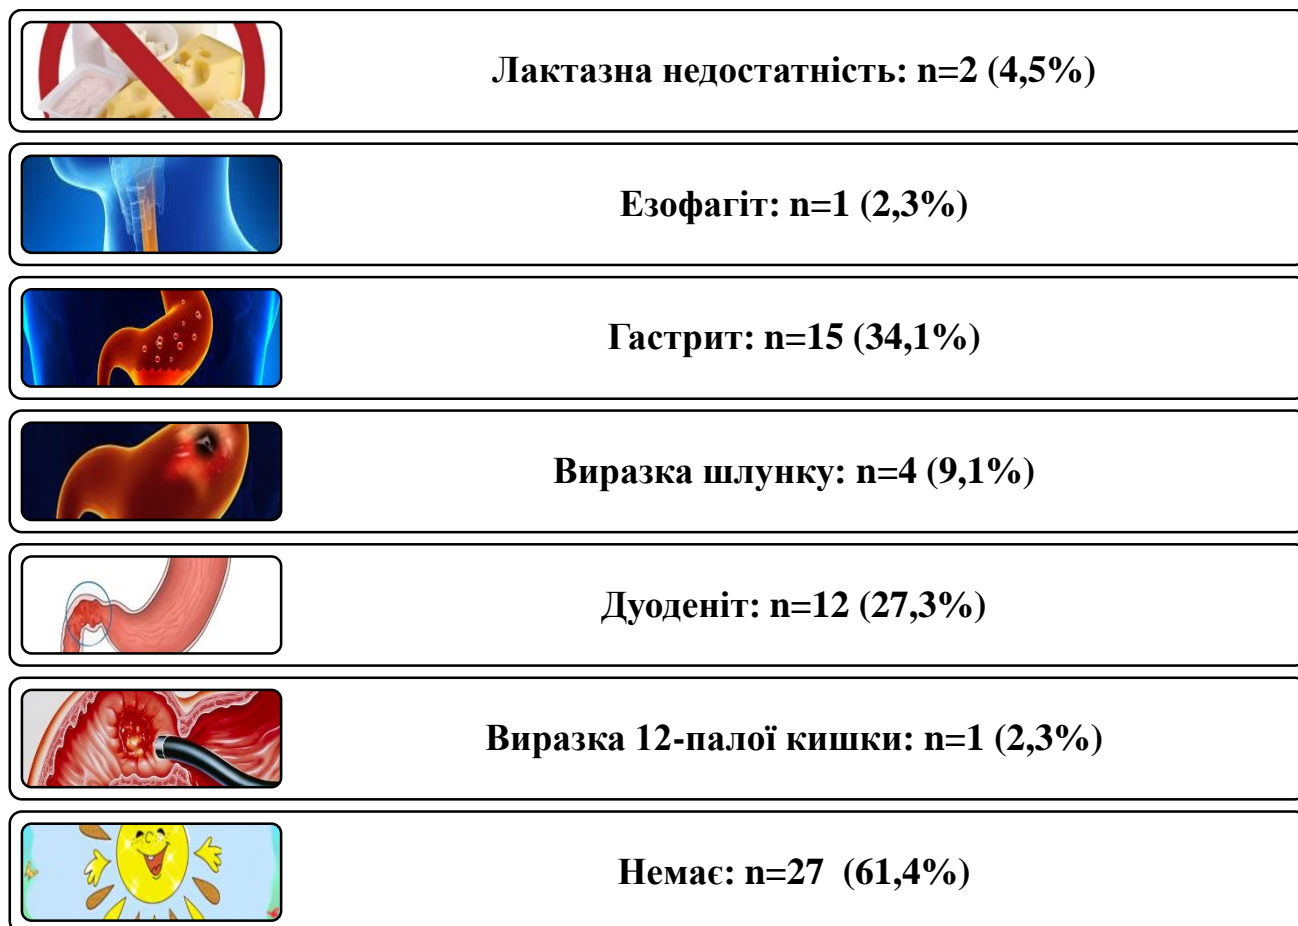 Лактазна недостатність: n=2 (4,5%)
Езофагіт: n=1 (2,3%)
Гастрит: n=15 (34,1%)
Виразка шлунку: n=4 (9,1%)
Дуоденіт: n=12 (27,3%)
Виразка 12-палої кишки: n=1 (2,3%)
Немає: n=27 (61,4%)